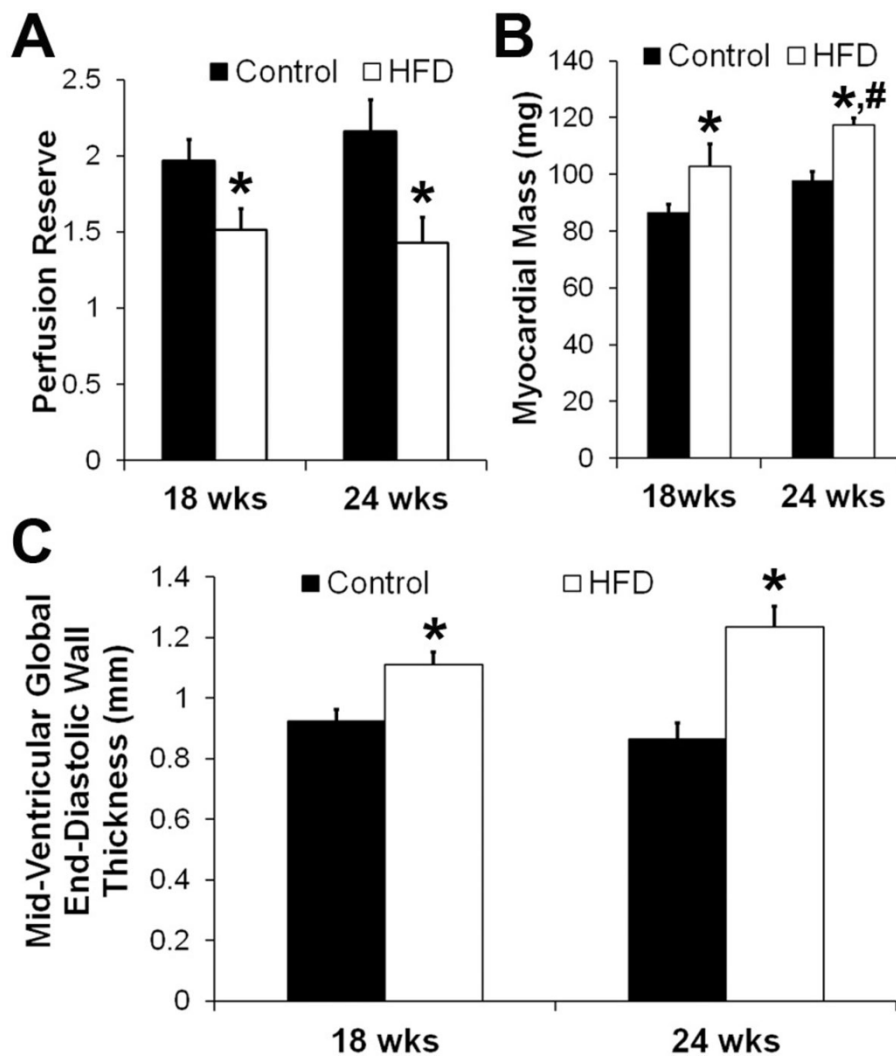 A
■Control □HFD
Perfusion Reserve
2.5
2
1.5
1
0.5
0
*
*
18 wks
24 wks
B
■Control □HFD
Myocardial Mass (mg)
140
120
100
80
60
40
20
0
*
*,#
18wks
24 wks
C
■Control □HFD
Mid-Ventricular Global
End-Diastolic Wall
Thickness (mm)
1.4
1.2
1
0.8
0.6
0.4
0.2
0
*
*
18 wks
24 wks